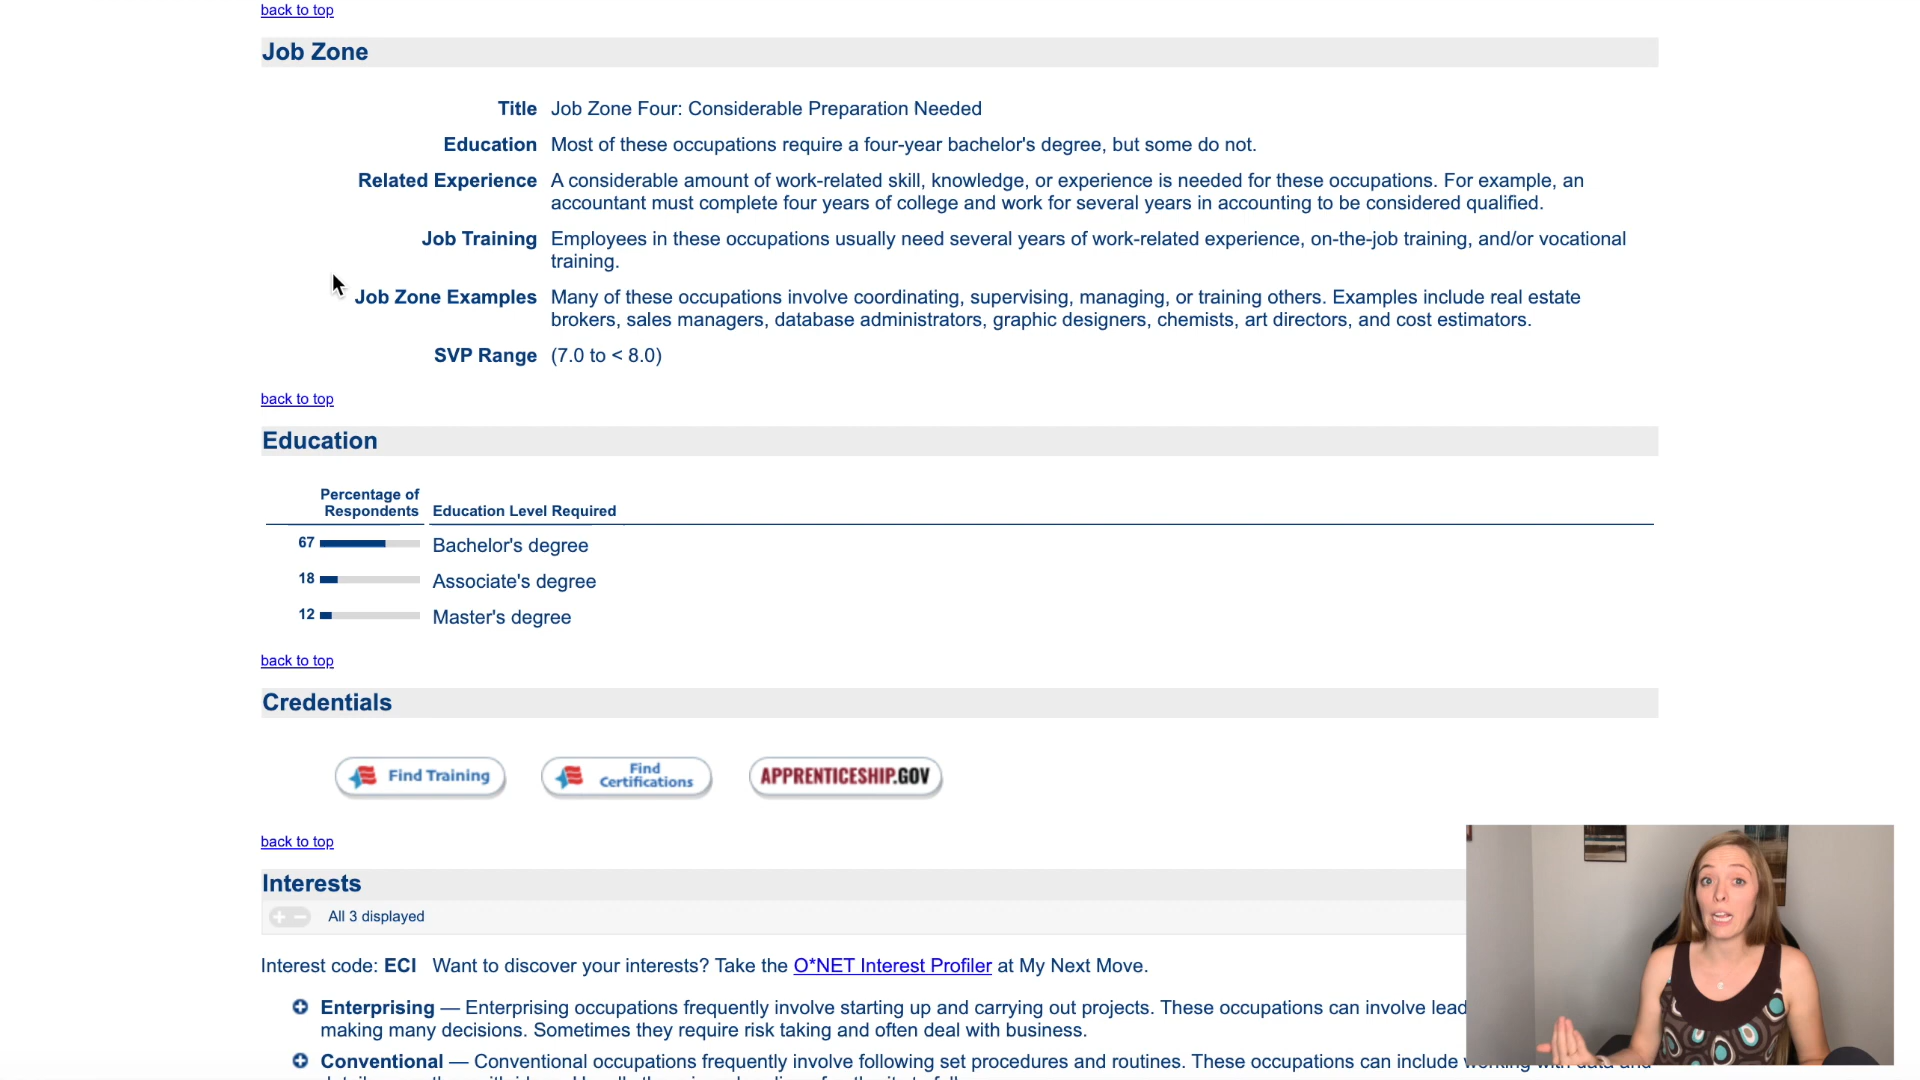 back to top
Job Zone
Title Job Zone Four: Considerable Preparation Needed
Education Most of these occupations require a four-year bachelor's degree, but some do not.
Related Experience A considerable amount of work-related skill, knowledge, or experience is needed for these occupations. For example, an
accountant must complete four years of college and work for several years in accounting to be considered qualified.
Job Training Employees in these occupations usually need several years of work-related experience, on-the-job training, and/or vocational
training.
Job Zone Examples Many of these occupations involve coordinating, supervising, managing, or training others. Examples include real estate
brokers, sales managers, database administrators, graphic designers, chemists, art directors, and cost estimators.
SVP Range (7.0 to < 8.0)
back to top
Education
Percentage of
Respondents Education Level Required
67 Bachelor's degree
18 Associate's degree
12 Master's degree
back to top
Credentials
Find Training
Find
Certifications
APPRENTICESHIP.GOV
back to top
Interests
All 3 displayed
Interest code: ECI Want to discover your interests? Take the O*NET Interest Profiler at My Next Move.
Enterprising — Enterprising occupations frequently involve starting up and carrying out projects. These occupations can involve
making many decisions. Sometimes they require risk taking and often deal with business.
Conventional — Conventional occupations frequently involve following set procedures and routines. These occupations can include